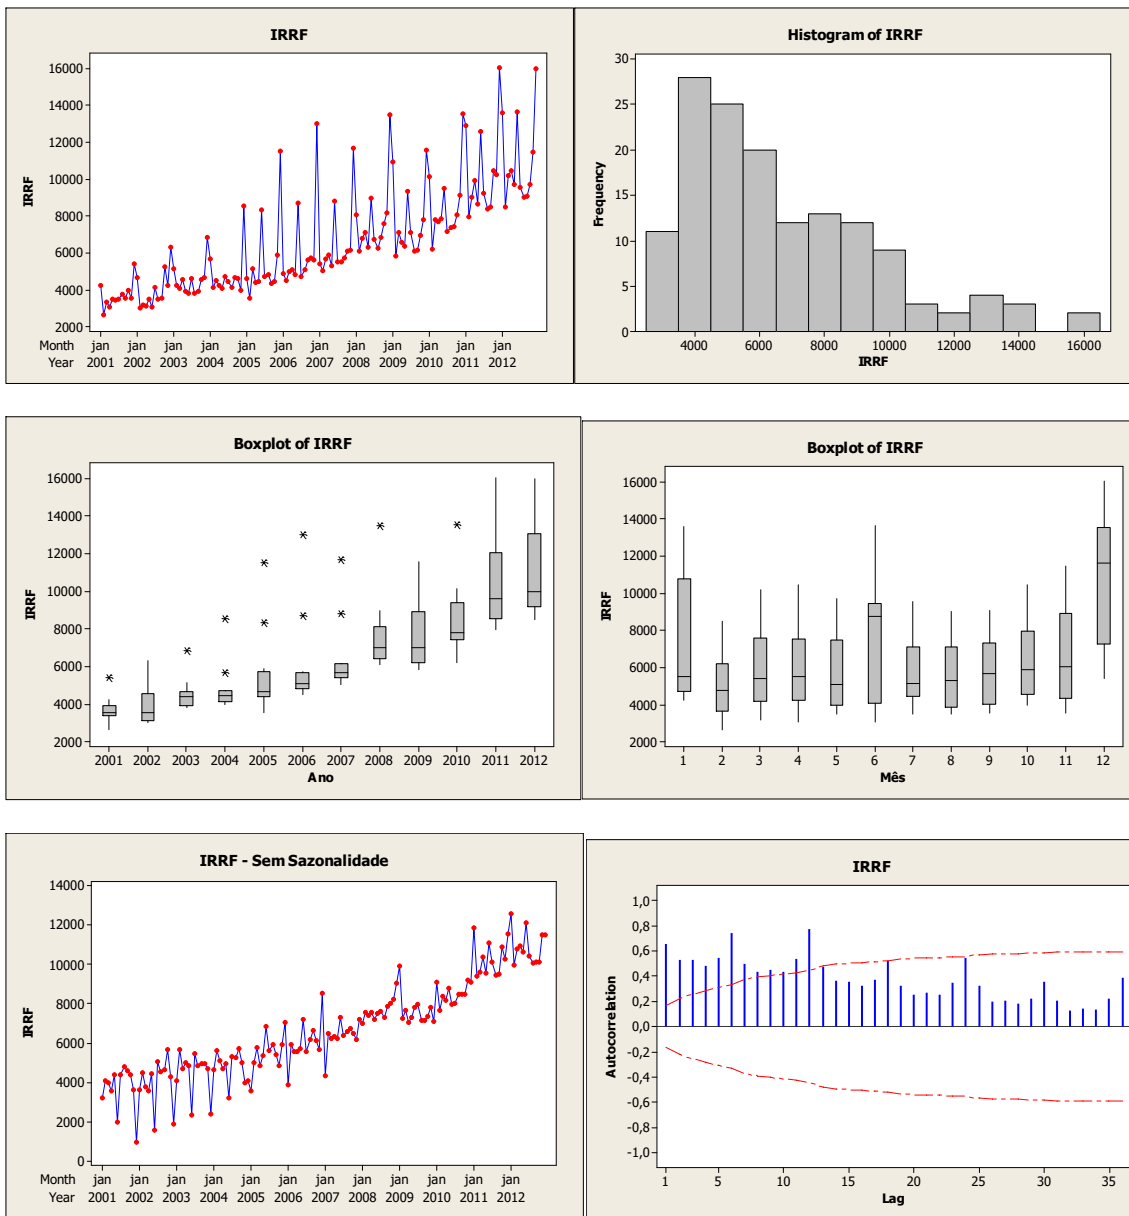 IRRF
16000
14000
12000
10000
8000
6000
4000
2000
IRRF
Month jan jan jan jan jan jan jan jan jan jan jan jan
Year 2001 2002 2003 2004 2005 2006 2007 2008 2009 2010 2011 2012
Histogram of IRRF
30
25
20
15
10
5
0
Frequency
4000 6000 8000 10000 12000 14000 16000
IRRF
Boxplot of IRRF
16000
14000
12000
10000
8000
6000
4000
2000
IRRF
2001 2002 2003 2004 2005 2006 2007 2008 2009 2010 2011 2012
Ano
Boxplot of IRRF
16000
14000
12000
10000
8000
6000
4000
2000
IRRF
1 2 3 4 5 6 7 8 9 10 11 12
Mês
IRRF - Sem Sazonalidade
14000
12000
10000
8000
6000
4000
2000
0
IRRF
Month jan jan jan jan jan jan jan jan jan jan jan jan
Year 2001 2002 2003 2004 2005 2006 2007 2008 2009 2010 2011 2012
IRRF
1,0
0,8
0,6
0,4
0,2
0,0
-0,2
-0,4
-0,6
-0,8
-1,0
Autocorrelation
1 5 10 15 20 25 30 35
Lag